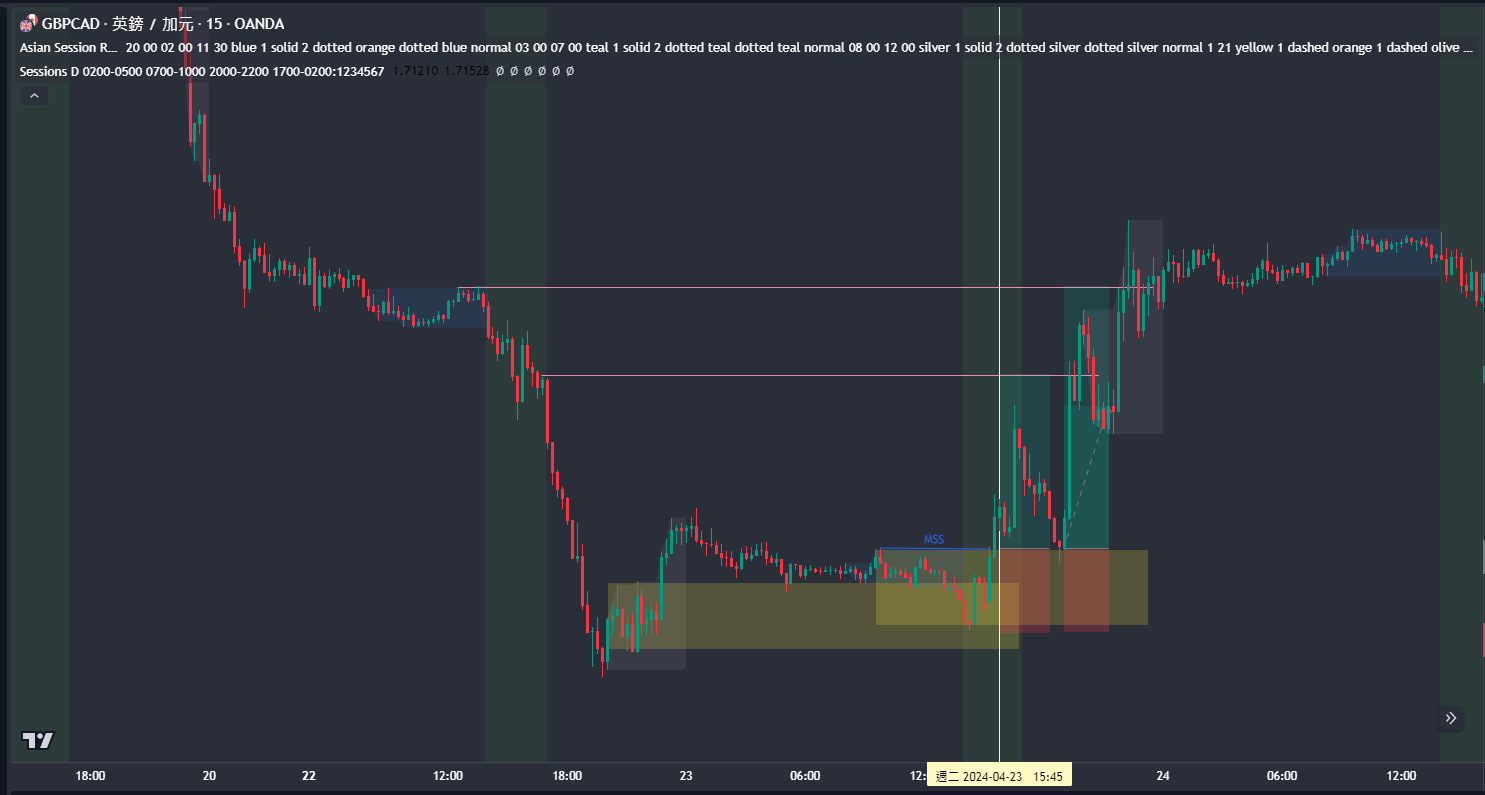 GBPCAD · 英鎊 / 加元 · 15 · OANDA
Asian Session R... 20 00 02 00 11 30 blue 1 solid 2 dotted orange dotted blue normal 03 00 07 00 teal 1 solid 2 dotted teal dotted teal normal 08 00 12 00 silver 1 solid 2 dotted silver dotted silver normal 1 21 yellow 1 dashed orange 1 dashed olive ...
Sessions D 0200-0500 0700-1000 2000-2200 1700-0200:1234567 1.71210 1.71528 Ø Ø Ø Ø Ø Ø
MSS
18:00 20 22 12:00 18:00 23 06:00 12: 週二 2024-04-23 15:45 24 06:00 12:00